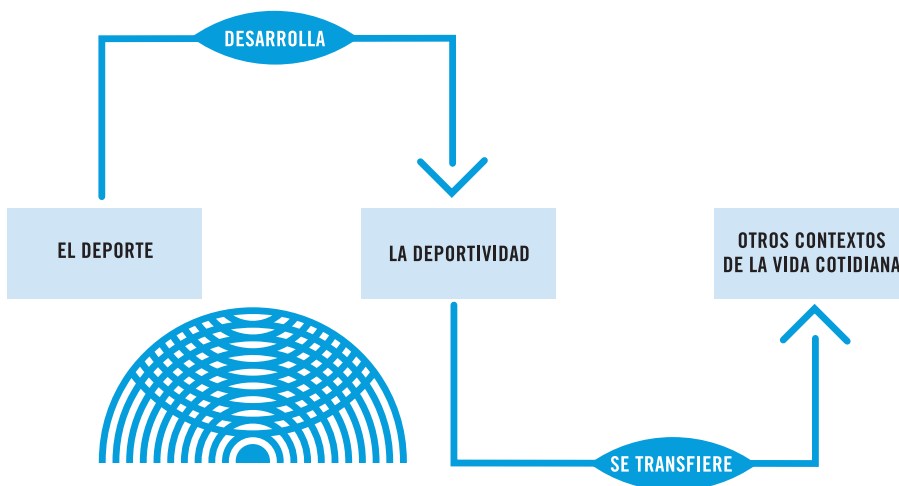 DESARROLLA
EL DEPORTE
LA DEPORTIVIDAD
OTROS CONTEXTOS
DE LA VIDA COTIDIANA
SE TRANSFIERE